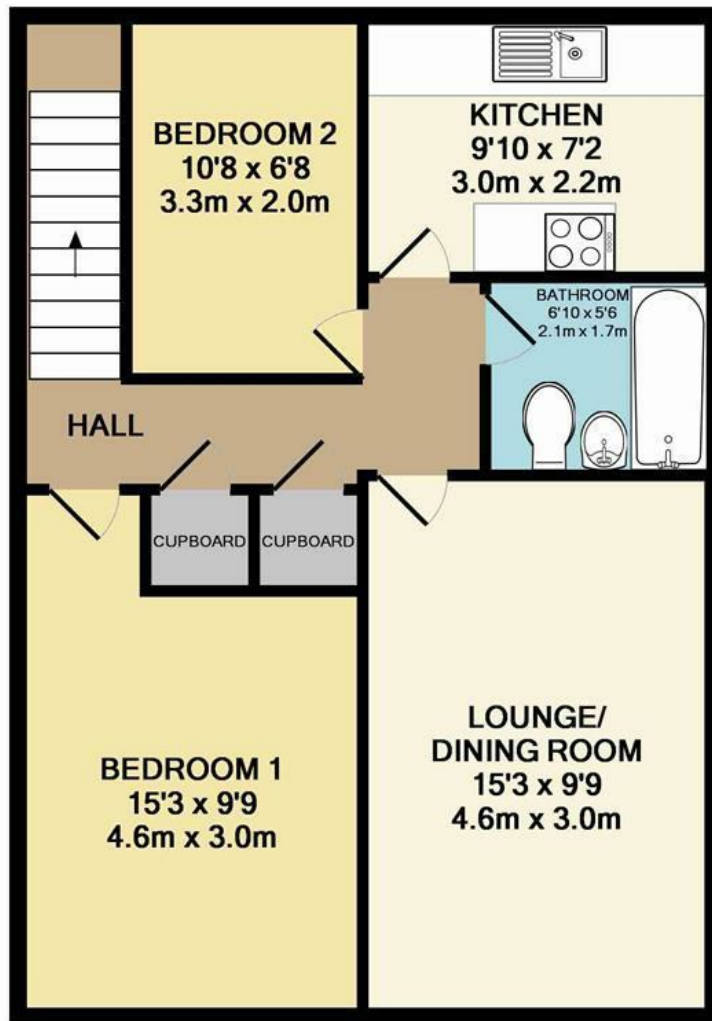 BEDROOM 2
10'8 x 6'8
3.3m x 2.0m
KITCHEN
9'10 x 7'2
3.0m x 2.2m
BATHROOM
6'10 x 5'6
2.1m x 1.7m
HALL
CUPBOARD
CUPBOARD
BEDROOM 1
15'3 x 9'9
4.6m x 3.0m
LOUNGE/
DINING ROOM
15'3 x 9'9
4.6m x 3.0m